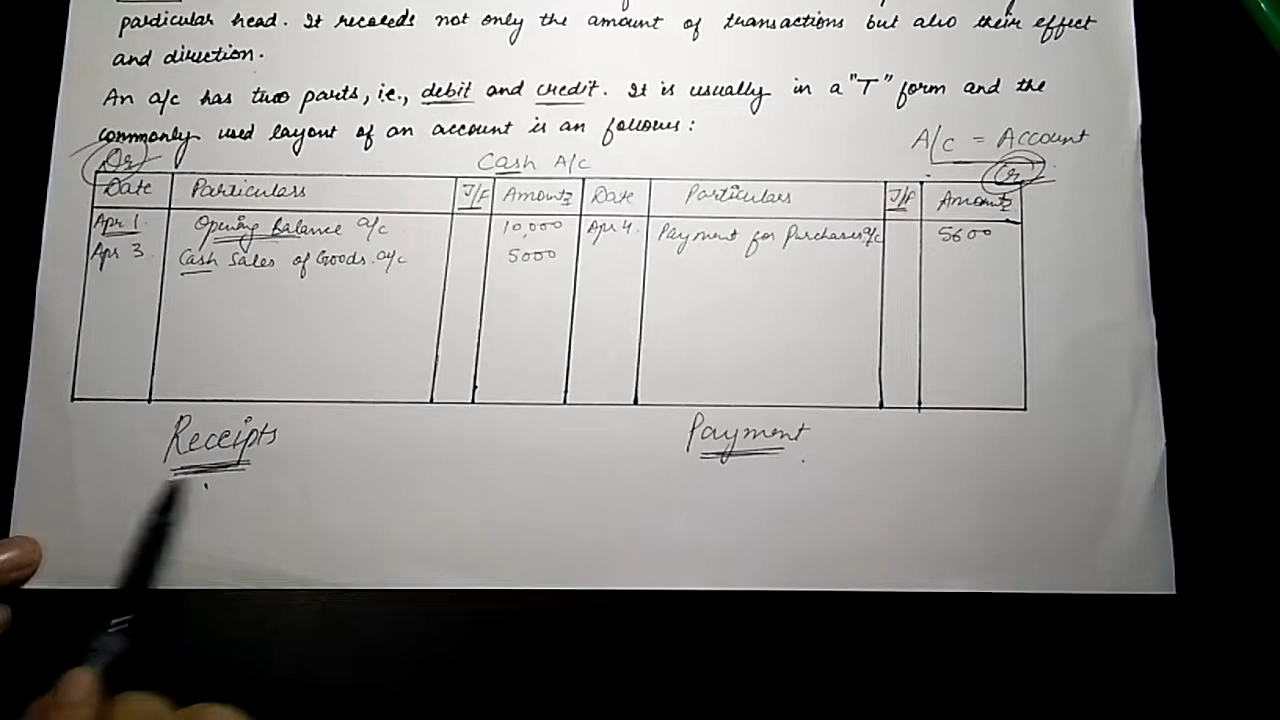 particular head. It records not only the amount of transactions but also their effect
and direction.
An a/c has two parts, i.e., debit and credit. It is usually in a "T" form and the
commonly used layout of an account is an follows:
A/c = Account
Dr Cash A/c Cr
Date Particulars J/F Amount₹ Date Particulars J/F Amount₹
Apr 1. Opening Balance a/c 10,000 Apr 4. Payment for Purchases a/c 5600
Apr 3 Cash Sales of Goods a/c 5000
Receipts Payment